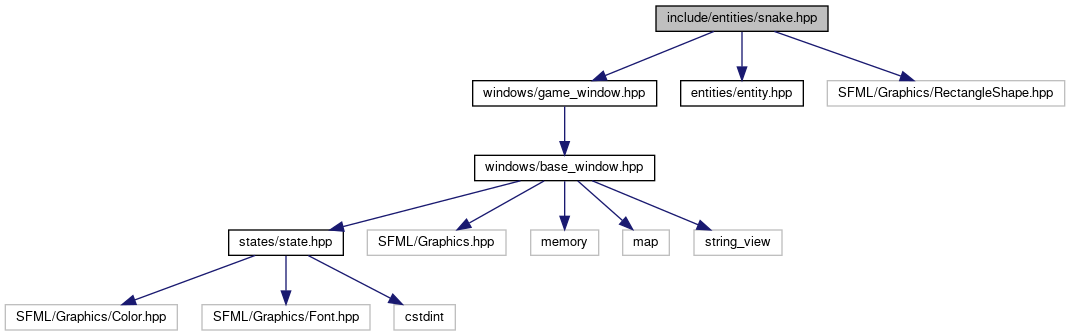 include/entities/snake.hpp
windows/game_window.hpp
entities/entity.hpp
SFML/Graphics/RectangleShape.hpp
windows/base_window.hpp
states/state.hpp
SFML/Graphics.hpp
memory
map
string_view
SFML/Graphics/Color.hpp
SFML/Graphics/Font.hpp
cstdint